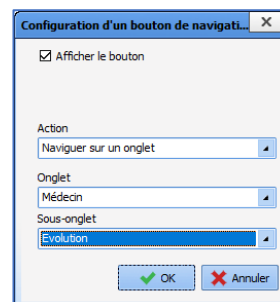 Configuration d'un bouton de navigati...
Afficher le bouton
Action
Naviguer sur un onglet
Onglet
Médecin
Sous-onglet
Evolution
OK
Annuler